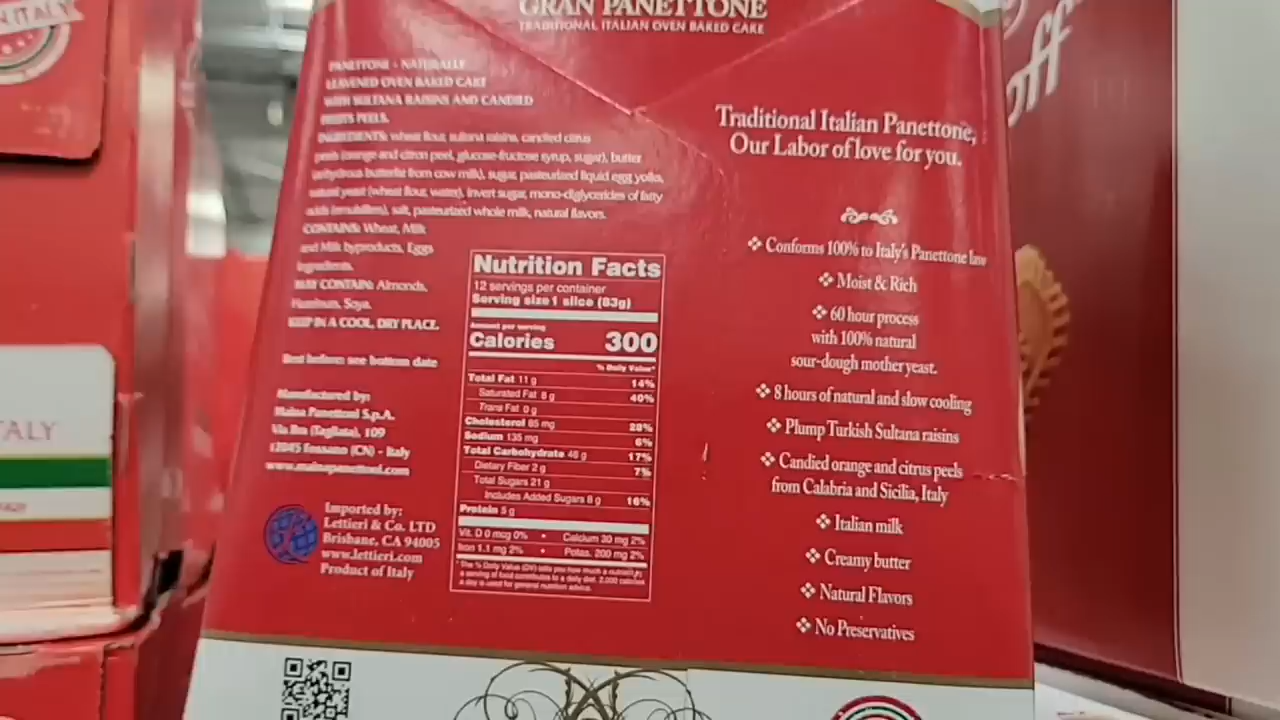 N ITALY
TALY
GRAN PANETTONE
TRADITIONAL ITALIAN OVEN BAKED CAKE
PANETTONE - NATURALLY
LEAVENED OVEN BAKED CAKE
WITH SULTANA RAISINS AND CANDIED
FRUITS PEELS.
INGREDIENTS: wheat flour, sultana raisins, candied citrus
peels (orange and citron peel, glucose-fructose syrup, sugar), butter
(anhydrous butterfat from cow milk), sugar, pasteurized liquid egg yolks,
natural yeast (wheat flour, water), invert sugar, mono-diglycerides of fatty
acids (emulsifiers), salt, pasteurized whole milk, natural flavors.
CONTAINS: Wheat, Milk
and Milk byproducts, Eggs
Ingredients.
MAY CONTAIN: Almonds,
Hazelnuts, Soya.
KEEP IN A COOL, DRY PLACE.
Best before: see bottom date
Manufactured by:
Maina Panettoni S.p.A.
Via Bra (Tagliata), 109
12045 Fossano (CN) - Italy
www.mainapanettoni.com
Imported by:
Lettieri & Co. LTD
Brisbane, CA 94005
www.lettieri.com
Product of Italy
Nutrition Facts
12 servings per container
Serving size 1 slice (83g)
Amount per serving
Calories 300
% Daily Value*
Total Fat 11 g 14%
Saturated Fat 8 g 40%
Trans Fat 0 g
Cholesterol 85 mg 28%
Sodium 135 mg 6%
Total Carbohydrate 46 g 17%
Dietary Fiber 2 g 7%
Total Sugars 21 g
Includes Added Sugars 8 g 16%
Protein 5 g
Vit. D 0 mcg 0% • Calcium 30 mg 2%
Iron 1.1 mg 2% • Potas. 200 mg 2%
* The % Daily Value (DV) tells you how much a nutrient in
a serving of food contributes to a daily diet. 2,000 calories
a day is used for general nutrition advice.
Traditional Italian Panettone,
Our Labor of love for you.
❖ Conforms 100% to Italy's Panettone law
❖ Moist & Rich
❖ 60 hour process
with 100% natural
sour-dough mother yeast.
❖ 8 hours of natural and slow cooling
❖ Plump Turkish Sultana raisins
❖ Candied orange and citrus peels
from Calabria and Sicilia, Italy
❖ Italian milk
❖ Creamy butter
❖ Natural Flavors
❖ No Preservatives
off